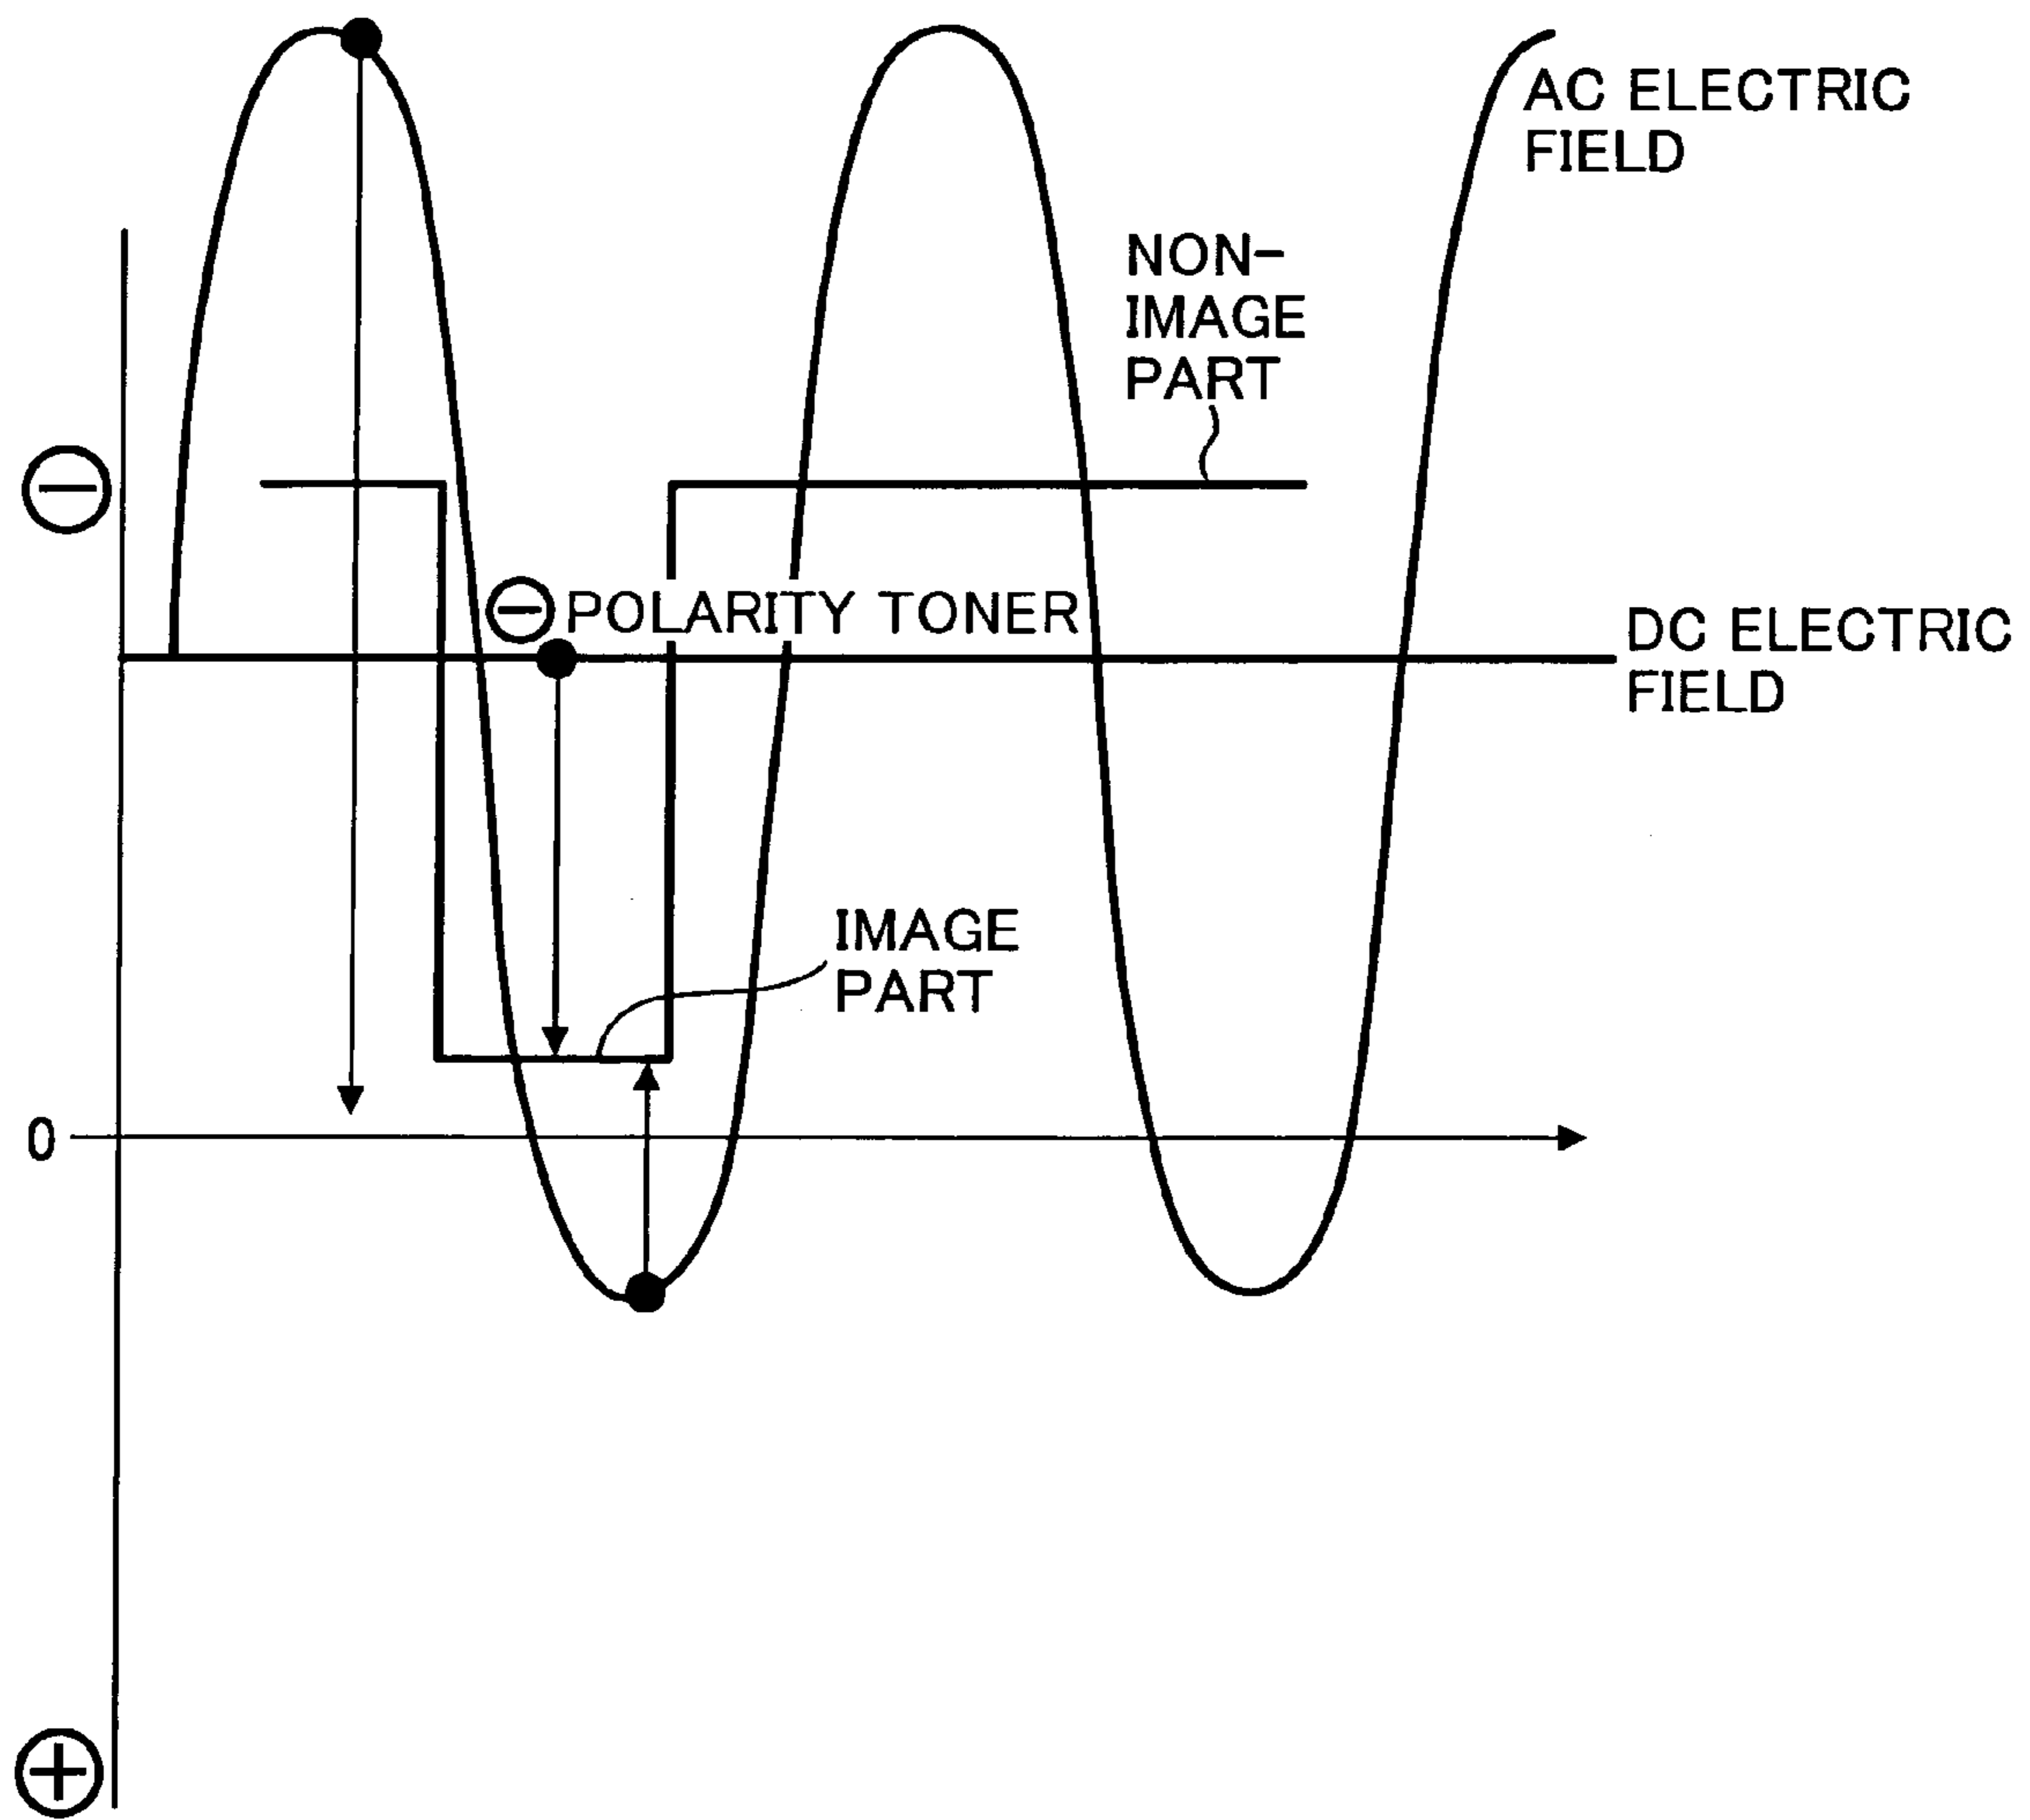 AC ELECTRIC
FIELD
NON-
IMAGE
PART
⊖
⊖ POLARITY TONER
DC ELECTRIC
FIELD
IMAGE
PART
0
⊕